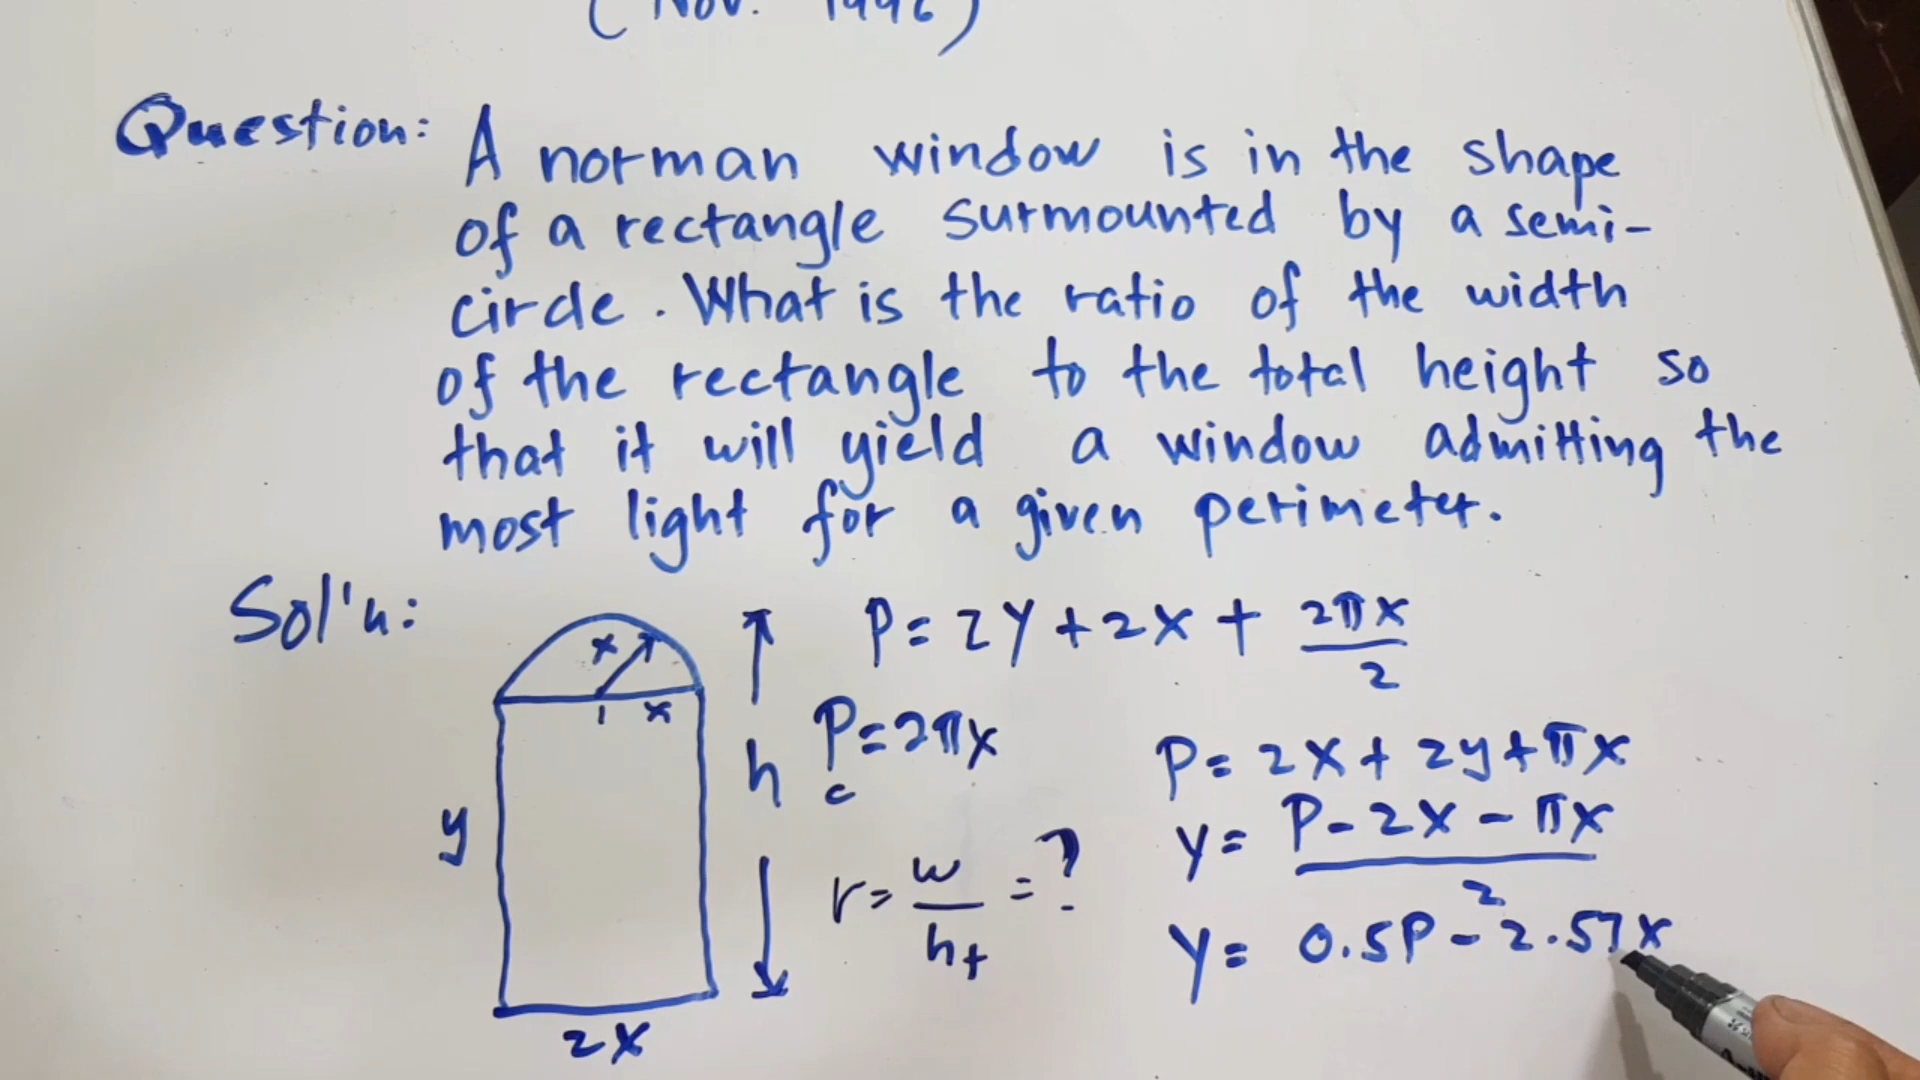 (Nov. 1996)
Question: A norman window is in the shape
of a rectangle surmounted by a semi-
circle. What is the ratio of the width
of the rectangle to the total height so
that it will yield a window admitting the
most light for a given perimeter.
Sol'n:
x
x
y
2x
h
P = 2y + 2x + 2πx/2
Pc = 2πx
r = w/ht = ?
P = 2x + 2y + πx
y = P - 2x - πx/2
y = 0.5P - 2.57x